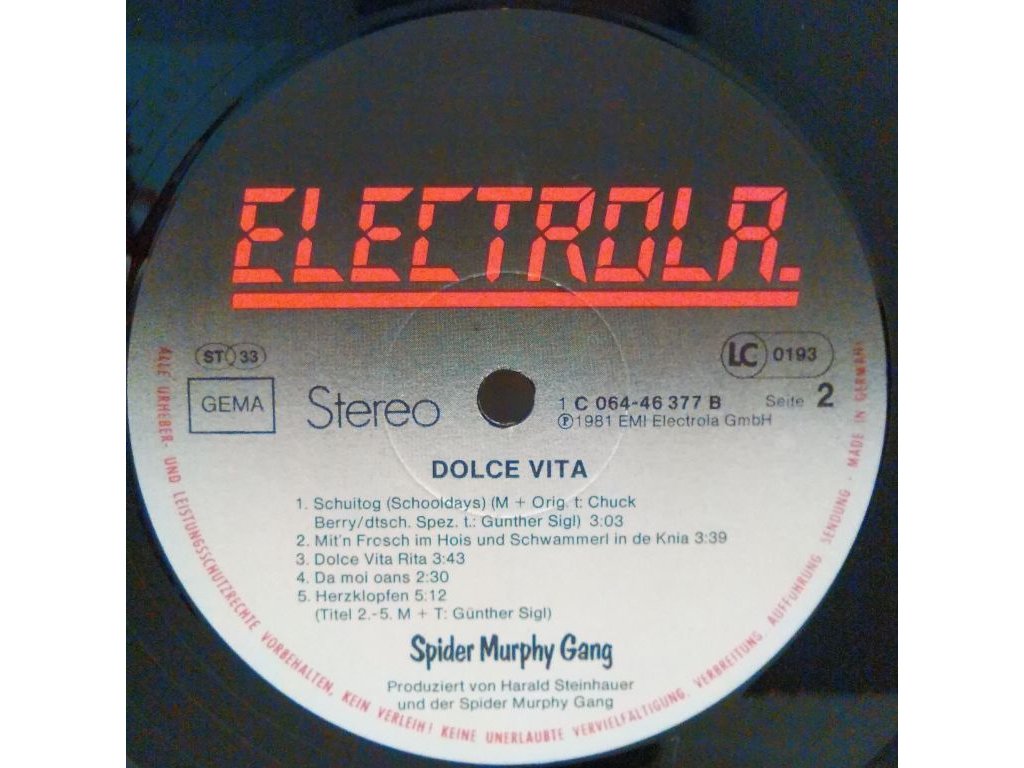 ELECTROLA.
ST 33
LC 0193
GEMA
Stereo
1 C 064-46 377 B
Seite 2
℗1981 EMI Electrola GmbH
DOLCE VITA
1. Schuitog (Schooldays) (M + Orig. t: Chuck
Berry/dtsch. Spez. t.: Günther Sigl) 3:03
2. Mit'n Frosch im Hois und Schwammerl in de Knia 3:39
3. Dolce Vita Rita 3:43
4. Da moi oans 2:30
5. Herzklopfen 5:12
(Titel 2.-5. M + T: Günther Sigl)
Spider Murphy Gang
Produziert von Harald Steinhauer
und der Spider Murphy Gang
ALLE URHEBER- UND LEISTUNGSSCHUTZRECHTE VORBEHALTEN. KEIN VERLEIH! KEINE UNERLAUBTE VERVIELFÄLTIGUNG, VERBREITUNG, AUFFÜHRUNG, SENDUNG - MADE IN GERMANY